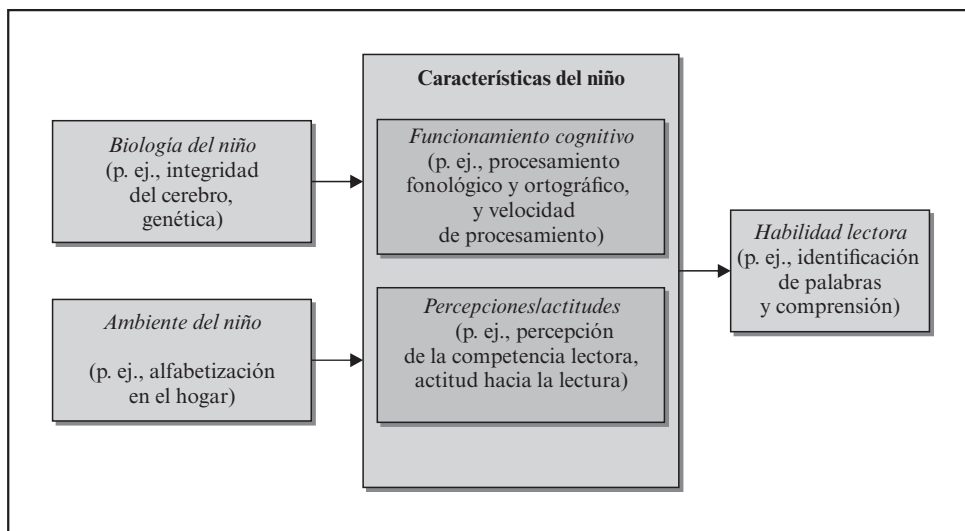 Biología del niño
(p. ej., integridad
del cerebro,
genética)
Ambiente del niño
(p. ej., alfabetización
en el hogar)
Características del niño
Funcionamiento cognitivo
(p. ej., procesamiento
fonológico y ortográfico,
y velocidad
de procesamiento)
Percepciones/actitudes
(p. ej., percepción
de la competencia lectora,
actitud hacia la lectura)
Habilidad lectora
(p. ej., identificación
de palabras
y comprensión)